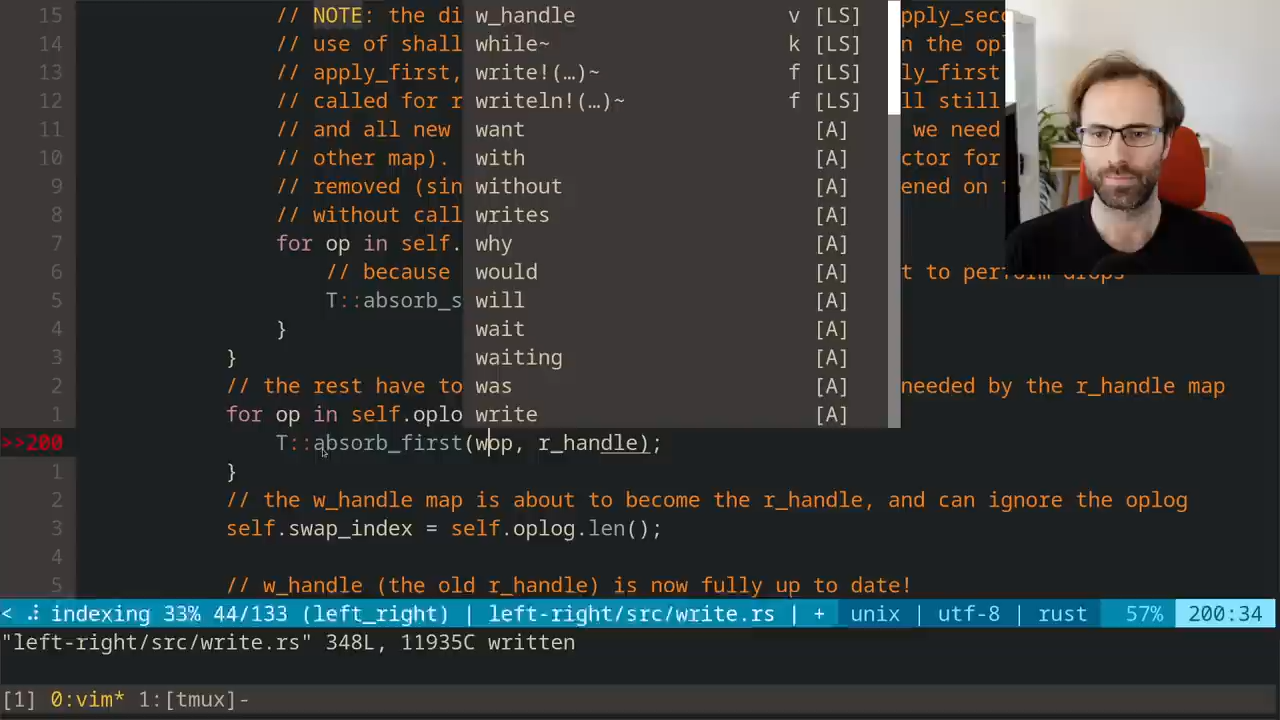 15 // NOTE: the di w_handle v [LS] pply_seco
14 // use of shall while~ k [LS] n the opl
13 // apply_first, write!(…)~ f [LS] ly_first
12 // called for r writeln!(…)~ f [LS] ll still
11 // and all new want [A] we need
10 // other map). with [A] ctor for
9 // removed (sin without [A] ened on
8 // without call writes [A]
7 for op in self. why [A]
6 // because would [A] t to perform drops
5 T::absorb_s will [A]
4 } wait [A]
3 } waiting [A]
2 // the rest have to was [A] needed by the r_handle map
1 for op in self.oplo write [A]
>>200 T::absorb_first(wop, r_handle);
1 }
2 // the w_handle map is about to become the r_handle, and can ignore the oplog
3 self.swap_index = self.oplog.len();
4
5 // w_handle (the old r_handle) is now fully up to date!
< ⠼ indexing 33% 44/133 (left_right) | left-right/src/write.rs | + unix | utf-8 | rust 57% 200:34
"left-right/src/write.rs" 348L, 11935C written
[1] 0:vim* 1:[tmux]-